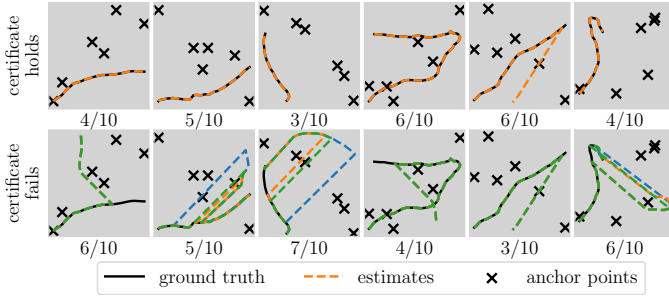 certificate
holds
4/10 5/10 3/10 6/10 6/10 4/10
certificate
fails
6/10 5/10 7/10 4/10 3/10 6/10
ground truth estimates anchor points